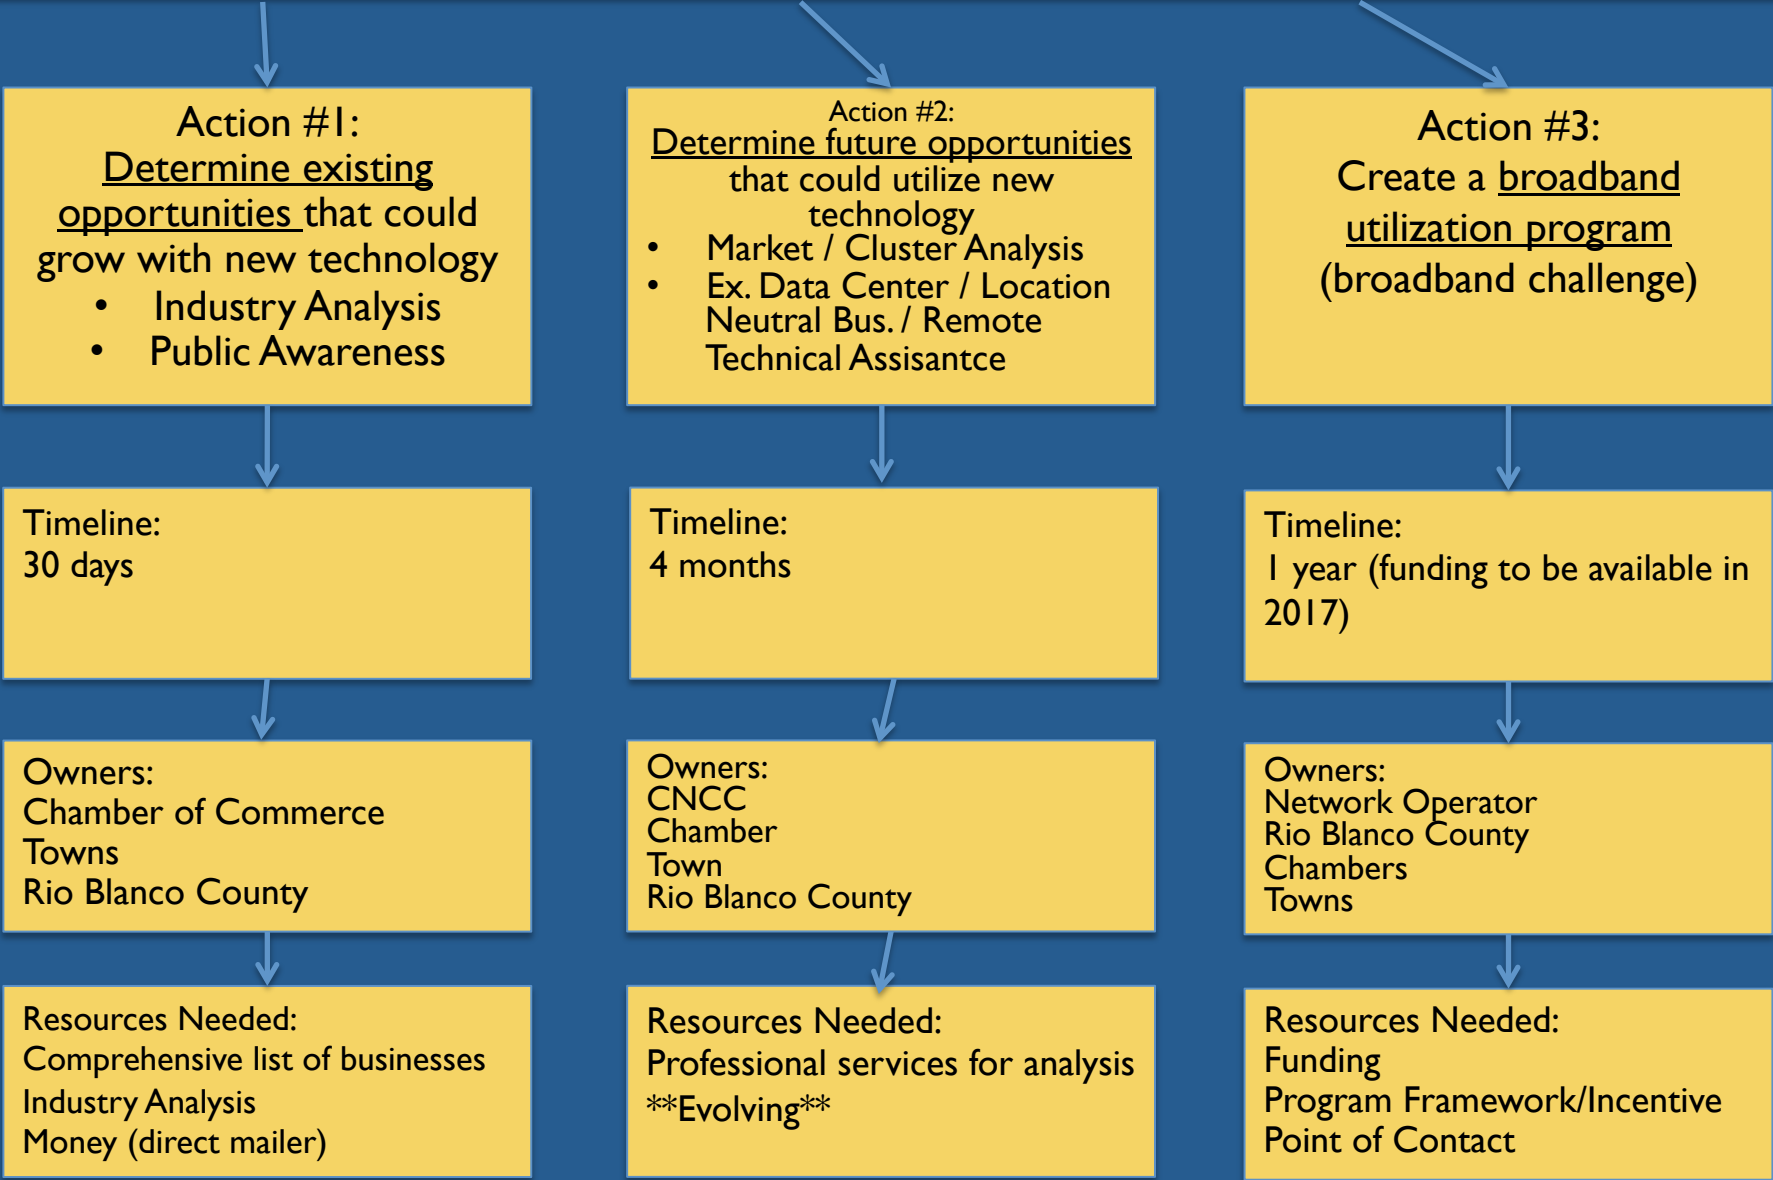 Action #1:
Determine existing
opportunities that could
grow with new technology
• Industry Analysis
• Public Awareness
Timeline:
30 days
Owners:
Chamber of Commerce
Towns
Rio Blanco County
Resources Needed:
Comprehensive list of businesses
Industry Analysis
Money (direct mailer)
Action #2:
Determine future opportunities
that could utilize new
technology
• Market / Cluster Analysis
• Ex. Data Center / Location
Neutral Bus. / Remote
Technical Assisantce
Timeline:
4 months
Owners:
CNCC
Chamber
Town
Rio Blanco County
Resources Needed:
Professional services for analysis
**Evolving**
Action #3:
Create a broadband
utilization program
(broadband challenge)
Timeline:
1 year (funding to be available in
2017)
Owners:
Network Operator
Rio Blanco County
Chambers
Towns
Resources Needed:
Funding
Program Framework/Incentive
Point of Contact